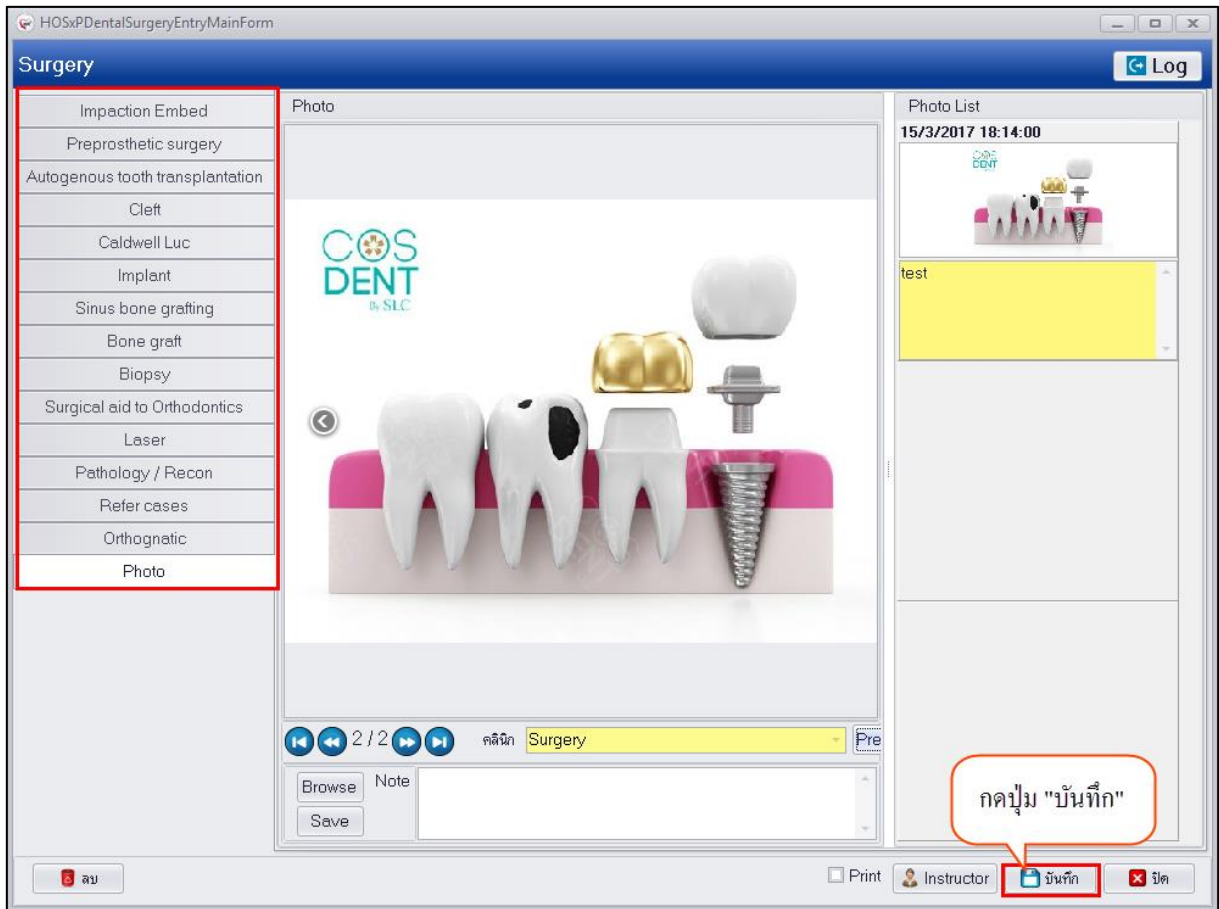 HOSxPDentalSurgeryEntryMainForm
Surgery
Log
Impaction Embed
Preprosthetic surgery
Autogenous tooth transplantation
Cleft
Caldwell Luc
Implant
Sinus bone grafting
Bone graft
Biopsy
Surgical aid to Orthodontics
Laser
Pathology / Recon
Refer cases
Orthognatic
Photo
Photo
COS
DENT
By SLC
2 / 2
คลินิก
Surgery
Pre
Browse
Note
Save
Photo List
15/3/2017 18:14:00
COS
DENT
test
กดปุ่ม "บันทึก"
ลบ
Print
Instructor
บันทึก
ปิด